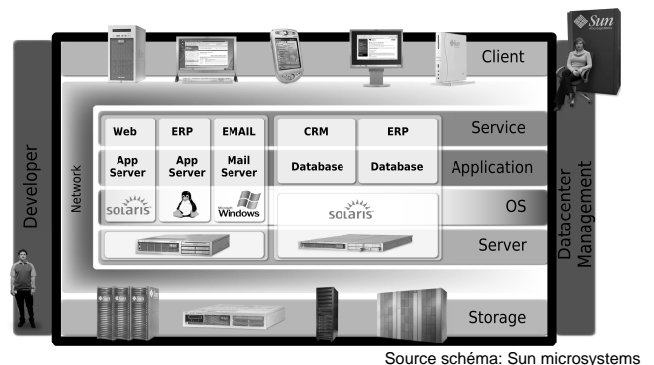 Sun
microsystems
Client
Developer
Network
Datacenter
Management
Web
ERP
EMAIL
CRM
ERP
Service
App
Server
App
Server
Mail
Server
Database
Database
Application
solaris
Windows
solaris
OS
Server
Storage
Source schéma: Sun microsystems